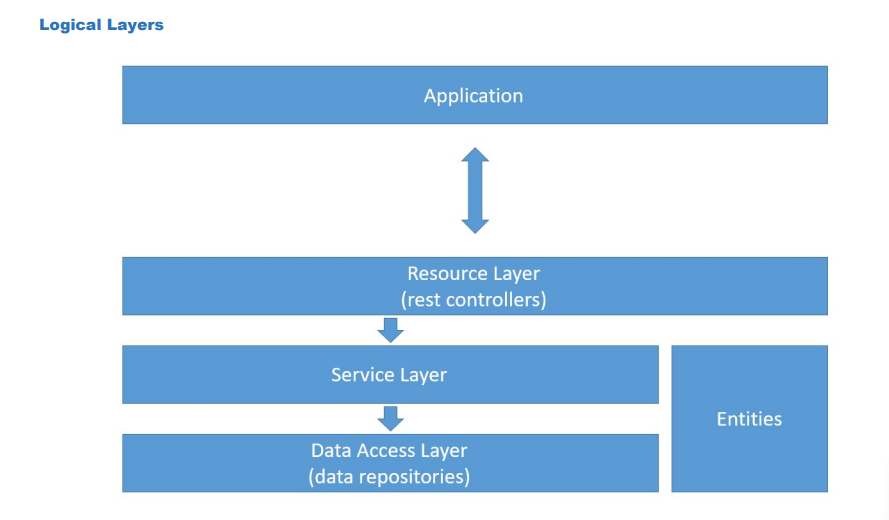 Logical Layers
Application
Resource Layer
(rest controllers)
Service Layer
Entities
Data Access Layer
(data repositories)